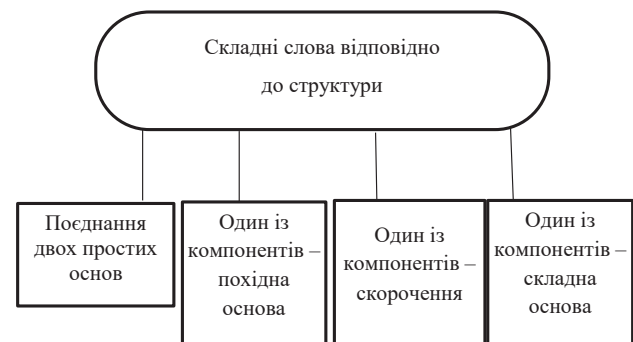 Складні слова відповідно
до структури
Поєднання
двох простих
основ
Один із
компонентів –
похідна
основа
Один із
компонентів –
скорочення
Один із
компонентів –
складна
основа